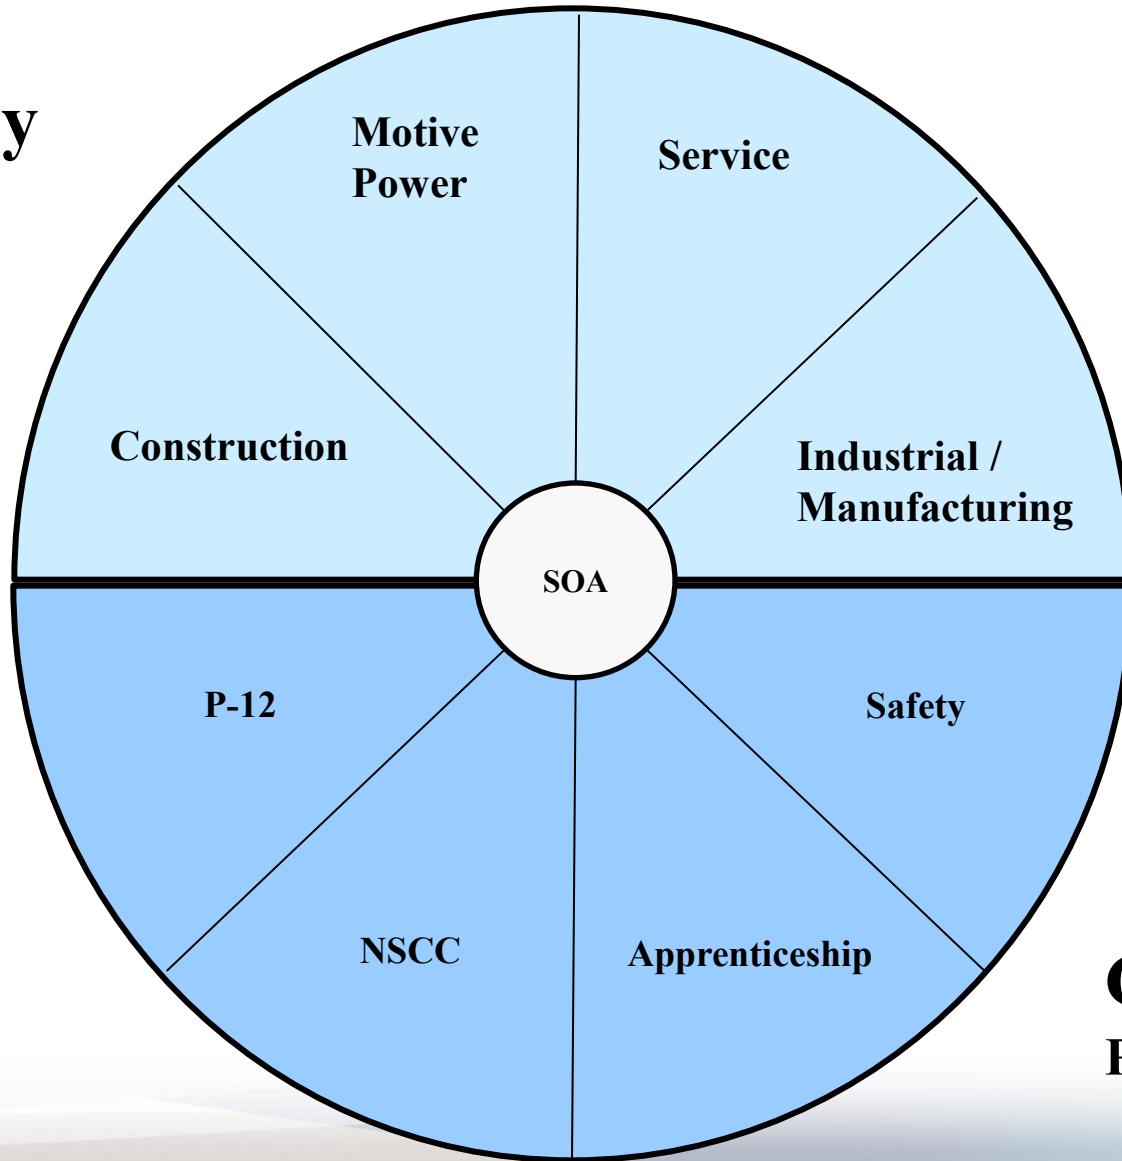 y
Motive
Power
Service
Construction
Industrial /
Manufacturing
SOA
P-12
Safety
NSCC
Apprenticeship